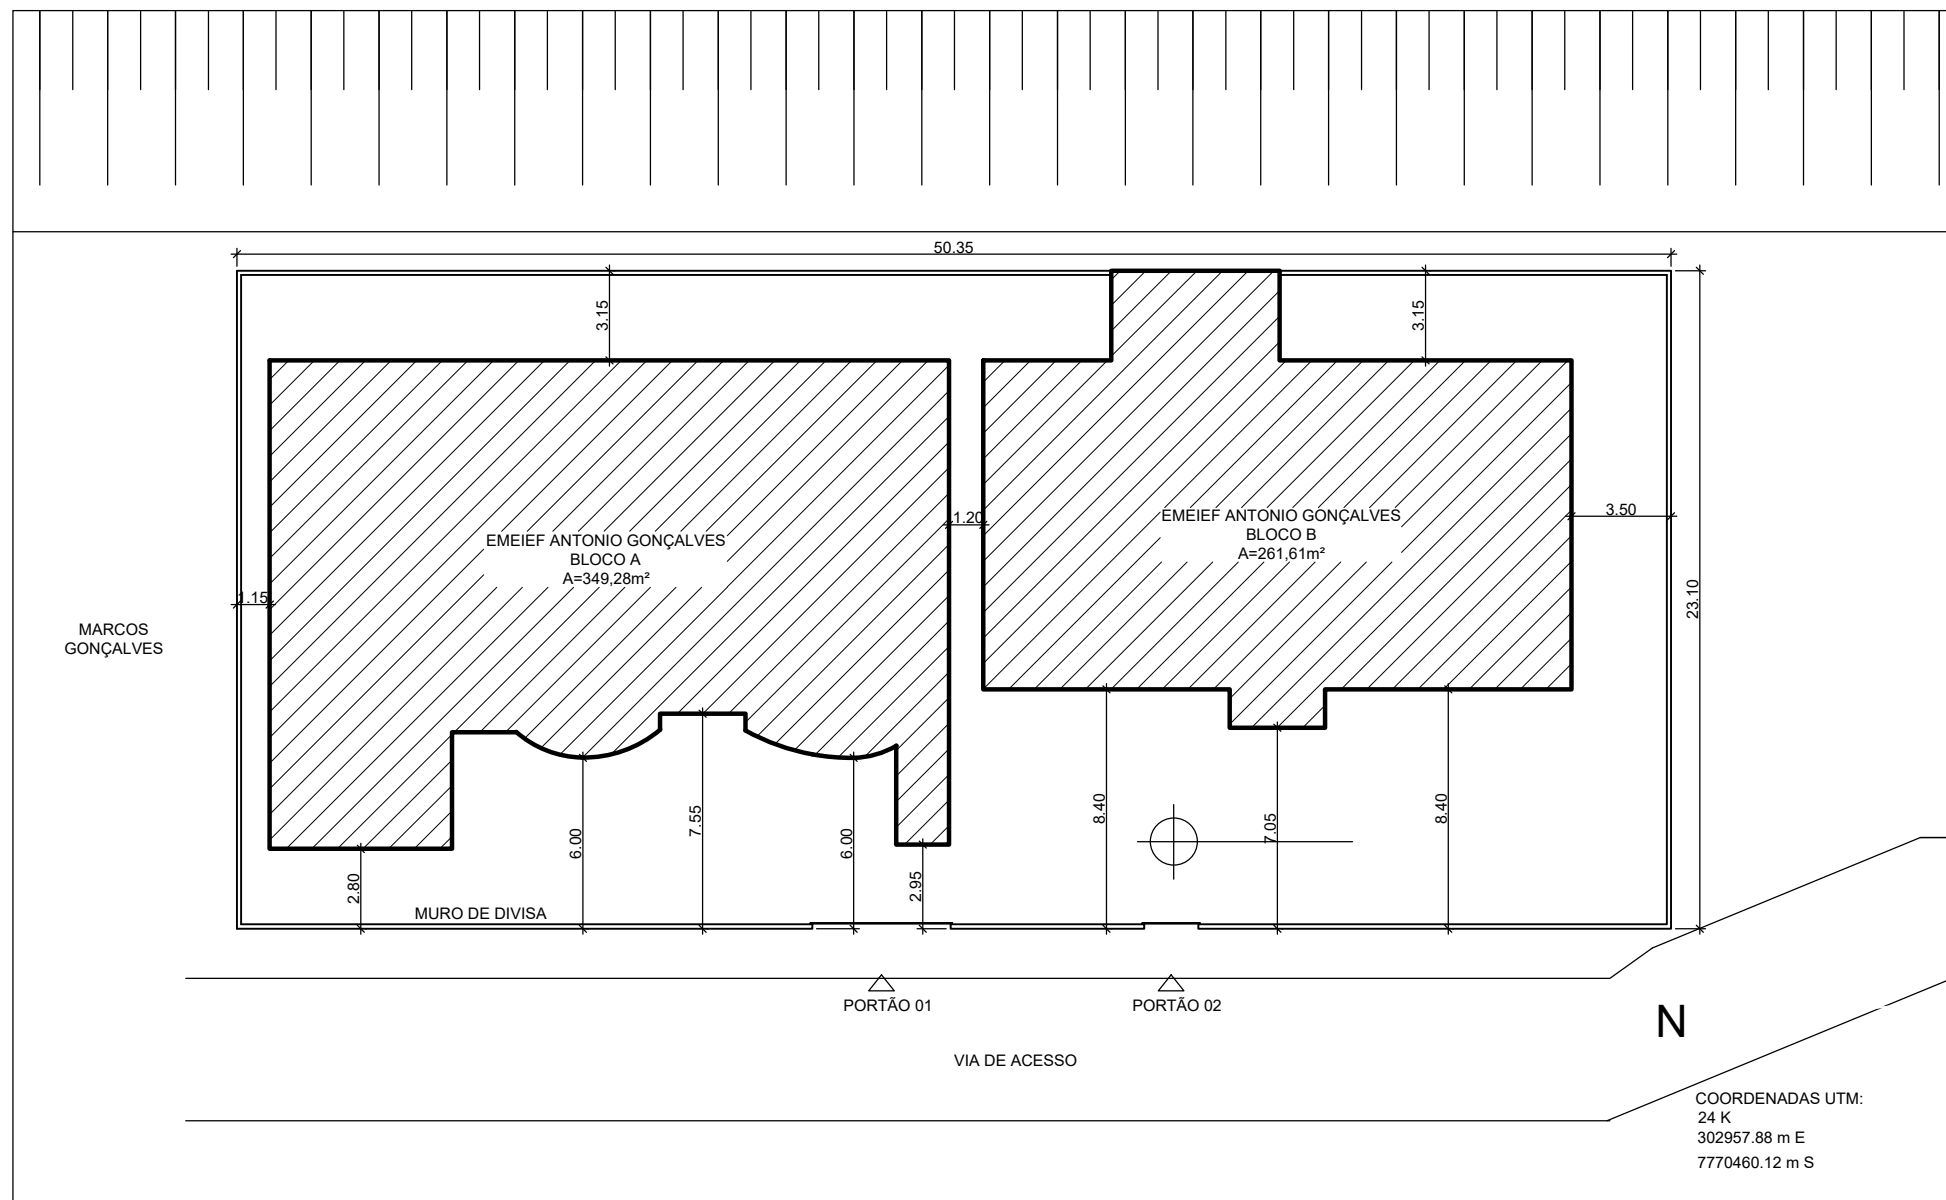 50.35
3.15
3.15
EMEIEF ANTONIO GONÇALVES
BLOCO A
A=349,28m²
1.20
EMEIEF ANTONIO GONÇALVES
BLOCO B
A=261,61m²
3.50
23.10
1.15
MARCOS
GONÇALVES
2.80
6.00
7.55
6.00
2.95
8.40
7.05
8.40
MURO DE DIVISA
PORTÃO 01
PORTÃO 02
VIA DE ACESSO
N
COORDENADAS UTM:
24 K
302957.88 m E
7770460.12 m S